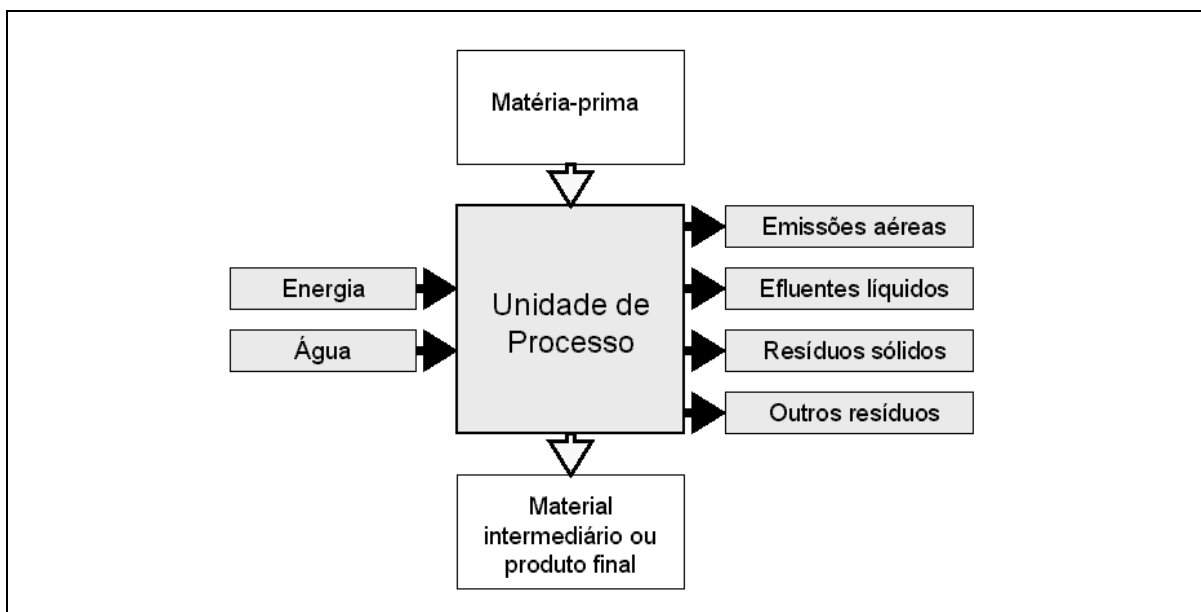 Matéria-prima
Energia
Água
Unidade de
Processo
Emissões aéreas
Efluentes líquidos
Resíduos sólidos
Outros resíduos
Material
intermediário ou
produto final